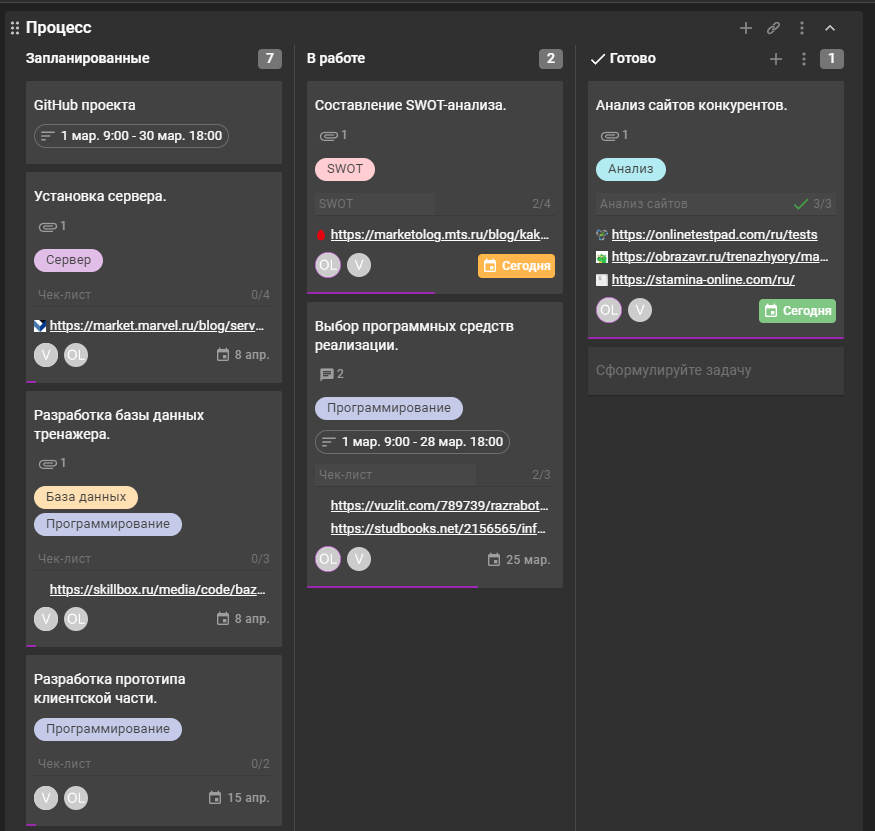 Процесс
Запланированные 7
GitHub проекта
1 мар. 9:00 - 30 мар. 18:00
Установка сервера.
1
Сервер
Чек-лист 0/4
https://market.marvel.ru/blog/serv...
V OL 8 апр.
Разработка базы данных
тренажера.
1
База данных
Программирование
Чек-лист 0/3
https://skillbox.ru/media/code/baz...
V OL 8 апр.
Разработка прототипа
клиентской части.
Программирование
Чек-лист 0/2
V OL 15 апр.
В работе 2
Составление SWOT-анализа.
1
SWOT
SWOT 2/4
https://marketolog.mts.ru/blog/kak...
OL V Сегодня
Выбор программных средств
реализации.
2
Программирование
1 мар. 9:00 - 28 мар. 18:00
Чек-лист 2/3
https://vuzlit.com/789739/razrabot...
https://studbooks.net/2156565/inf...
OL V 25 мар.
Готово 1
Анализ сайтов конкурентов.
1
Анализ
Анализ сайтов 3/3
https://onlinetestpad.com/ru/tests
https://obrazavr.ru/trenazhyory/ma...
https://stamina-online.com/ru/
OL V Сегодня
Сформулируйте задачу